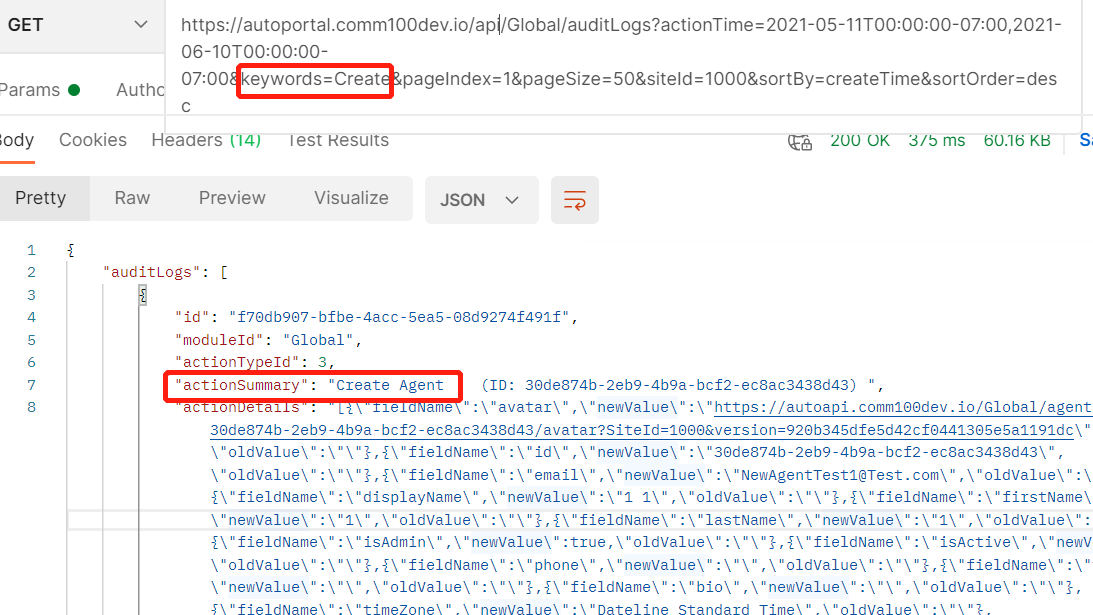 GET
https://autoportal.comm100dev.io/api/Global/auditLogs?actionTime=2021-05-11T00:00:00-07:00,2021-
06-10T00:00:00-
07:00&keywords=Create&pageIndex=1&pageSize=50&siteId=1000&sortBy=createTime&sortOrder=des
c
Params
Autho
Body Cookies Headers (14) Test Results 200 OK 375 ms 60.16 KB Sa
Pretty Raw Preview Visualize JSON
1 {
2 "auditLogs": [
3 {
4 "id": "f70db907-bfbe-4acc-5ea5-08d9274f491f",
5 "moduleId": "Global",
6 "actionTypeId": 3,
7 "actionSummary": "Create Agent (ID: 30de874b-2eb9-4b9a-bcf2-ec8ac3438d43) ",
8 "actionDetails": "[{\"fieldName\":\"avatar\",\"newValue\":\"https://autoapi.comm100dev.io/Global/agent
30de874b-2eb9-4b9a-bcf2-ec8ac3438d43/avatar?SiteId=1000&version=920b345dfe5d42cf0441305e5a1191dc\"
\"oldValue\":\"\"},{\"fieldName\":\"id\",\"newValue\":\"30de874b-2eb9-4b9a-bcf2-ec8ac3438d43\",
\"oldValue\":\"\"},{\"fieldName\":\"email\",\"newValue\":\"NewAgentTest1@Test.com\",\"oldValue\":\
{\"fieldName\":\"displayName\",\"newValue\":\"1 1\",\"oldValue\":\"\"},{\"fieldName\":\"firstName\
\"newValue\":\"1\",\"oldValue\":\"\"},{\"fieldName\":\"lastName\",\"newValue\":\"1\",\"oldValue\":
{\"fieldName\":\"isAdmin\",\"newValue\":true,\"oldValue\":\"\"},{\"fieldName\":\"isActive\",\"newV
\"oldValue\":\"\"},{\"fieldName\":\"phone\",\"newValue\":\"\",\"oldValue\":\"\"},{\"fieldName\":\"
\"newValue\":\"\",\"oldValue\":\"\"},{\"fieldName\":\"bio\",\"newValue\":\"\",\"oldValue\":\"\"},
{\"fieldName\":\"timeZone\",\"newValue\":\"Dateline Standard Time\",\"oldValue\":\"\"},